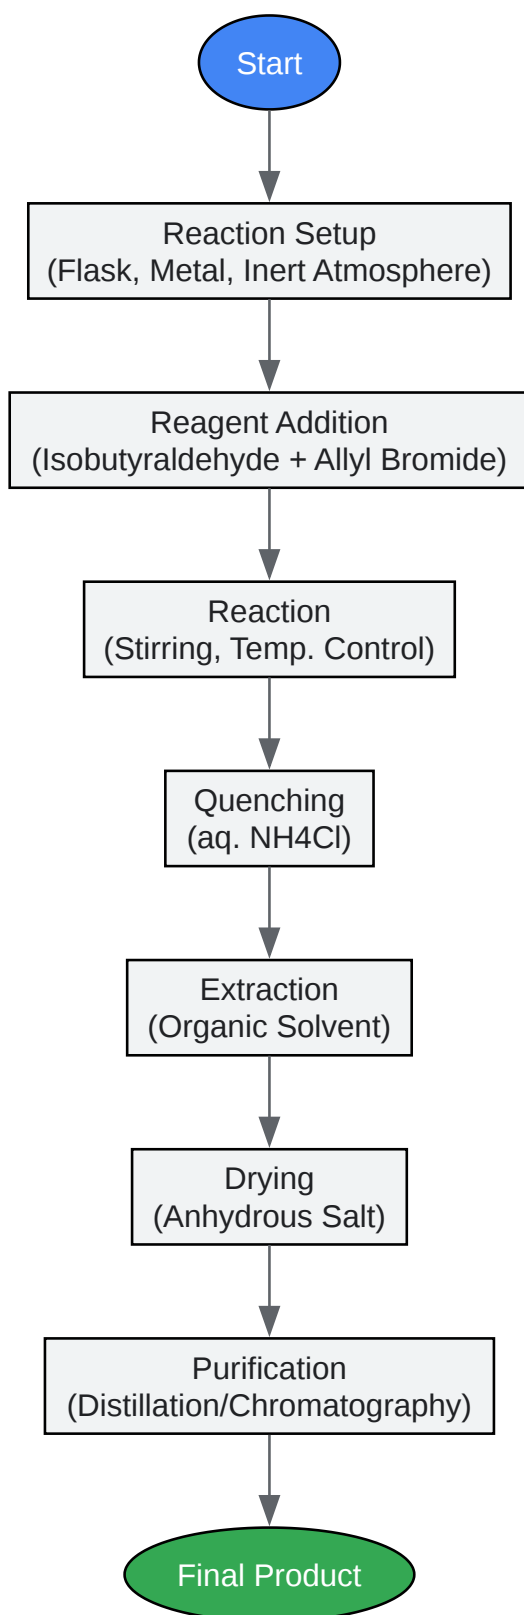 Start
Reaction Setup
(Flask, Metal, Inert Atmosphere)
Reagent Addition
(Isobutyraldehyde + Allyl Bromide)
Reaction
(Stirring, Temp. Control)
Quenching
(aq. NH4Cl)
Extraction
(Organic Solvent)
Drying
(Anhydrous Salt)
Purification
(Distillation/Chromatography)
Final Product